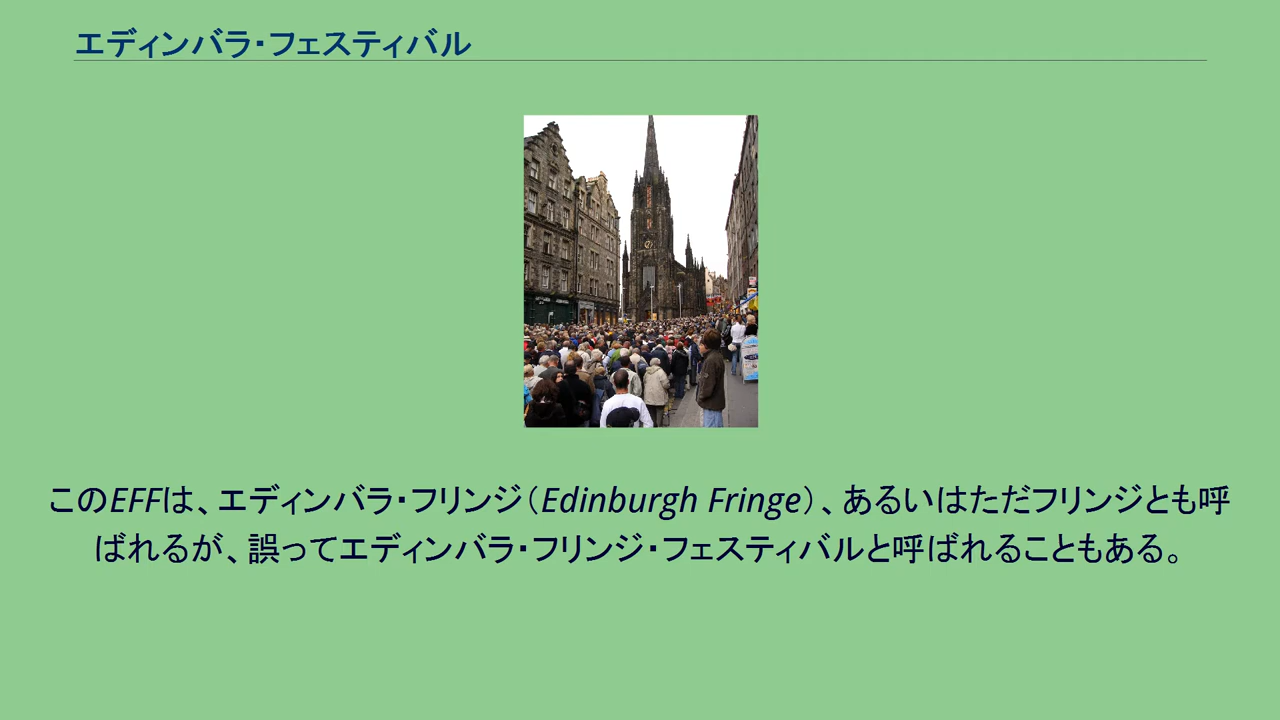 エディンバラ・フェスティバル
このEFFは、エディンバラ・フリンジ（Edinburgh Fringe）、あるいはただフリンジとも呼
ばれるが、誤ってエディンバラ・フリンジ・フェスティバルと呼ばれることもある。